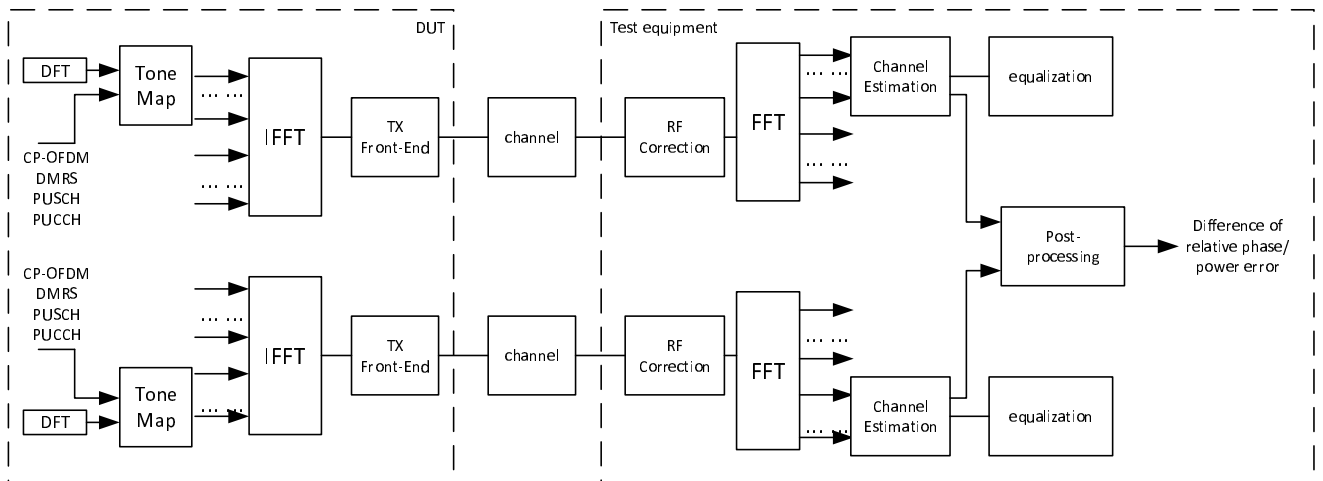 DUT
Test equipment
DFT
Tone
Map
... ...
... ...
IFFT
TX
Front-End
channel
RF
Correction
FFT
... ...
... ...
Channel
Estimation
equalization
CP-OFDM
DMRS
PUSCH
PUCCH
Post-
processing
Difference of
relative phase/
power error
CP-OFDM
DMRS
PUSCH
PUCCH
DFT
Tone
Map
... ...
... ...
IFFT
TX
Front-End
channel
RF
Correction
FFT
... ...
... ...
Channel
Estimation
equalization